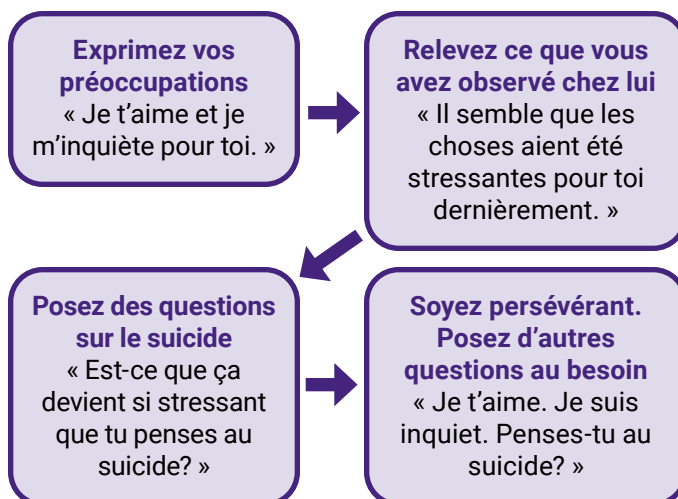 Exprimez vos
préoccupations
« Je t’aime et je
m’inquiète pour toi. »
Relevez ce que vous
avez observé chez lui
« Il semble que les
choses aient été
stressantes pour toi
dernièrement. »
Posez des questions
sur le suicide
« Est-ce que ça
devient si stressant
que tu penses au
suicide? »
Soyez persévérant.
Posez d’autres
questions au besoin
« Je t’aime. Je suis
inquiet. Penses-tu au
suicide? »